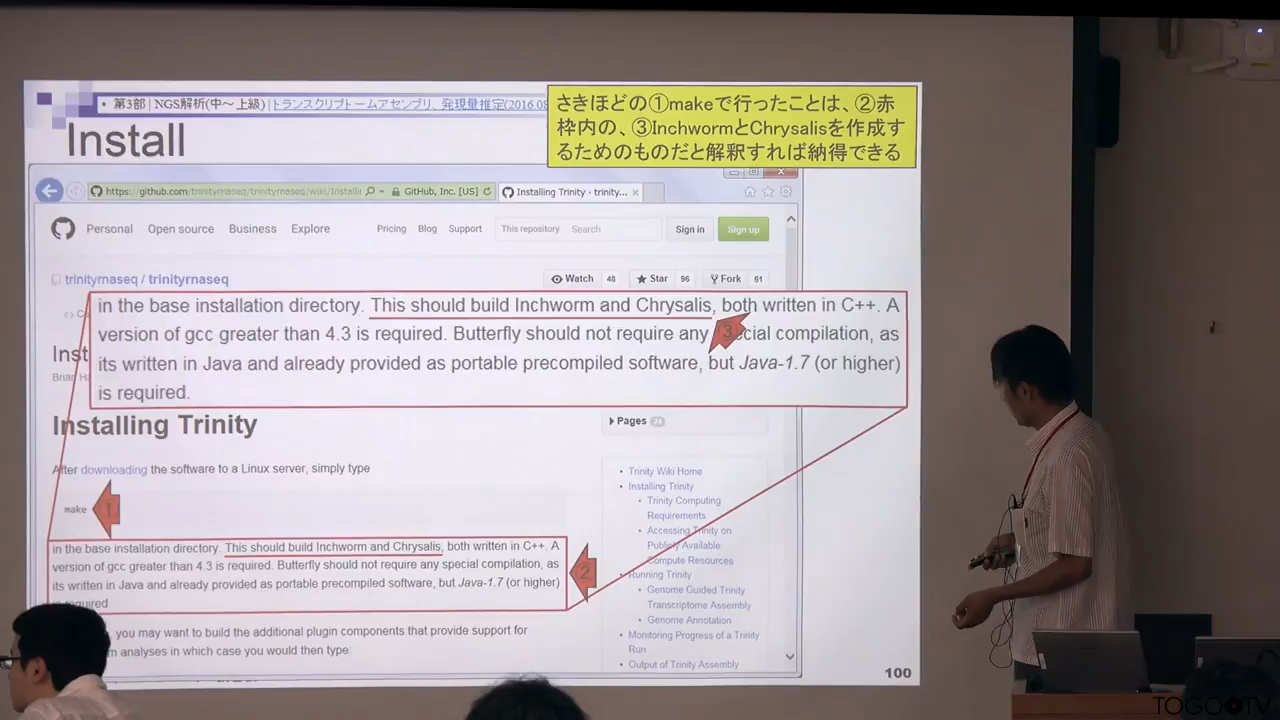 • 第3部 | NGS解析(中～上級) | トランスクリプトームアセンブリ、発現量推定(2016.08
さきほどの①makeで行ったことは、②赤
枠内の、③InchwormとChrysalisを作成す
るためのものだと解釈すれば納得できる
Install
https://github.com/trinityrnaseq/trinityrnaseq/wiki/Installi
GitHub, Inc. [US]
Installing Trinity · trinity...
Personal Open source Business Explore
Pricing Blog Support
This repository Search
Sign in
Sign up
trinityrnaseq / trinityrnaseq
Watch 48
Star 96
Fork 61
in the base installation directory. This should build Inchworm and Chrysalis, both written in C++. A
version of gcc greater than 4.3 is required. Butterfly should not require any special compilation, as
its written in Java and already provided as portable precompiled software, but Java-1.7 (or higher)
is required.
3
Inst
Brian H
Installing Trinity
Pages 24
After downloading the software to a Linux server, simply type
make
1
in the base installation directory. This should build Inchworm and Chrysalis, both written in C++. A
version of gcc greater than 4.3 is required. Butterfly should not require any special compilation, as
its written in Java and already provided as portable precompiled software, but Java-1.7 (or higher)
is required.
2
you may want to build the additional plugin components that provide support for
analyses in which case you would then type:
• Trinity Wiki Home
• Installing Trinity
• Trinity Computing
Requirements
• Accessing Trinity on
Publicly Available
Compute Resources
• Running Trinity
• Genome Guided Trinity
Transcriptome Assembly
• Genome Annotation
• Monitoring Progress of a Trinity
Run
• Output of Trinity Assembly
100
TOGOTV